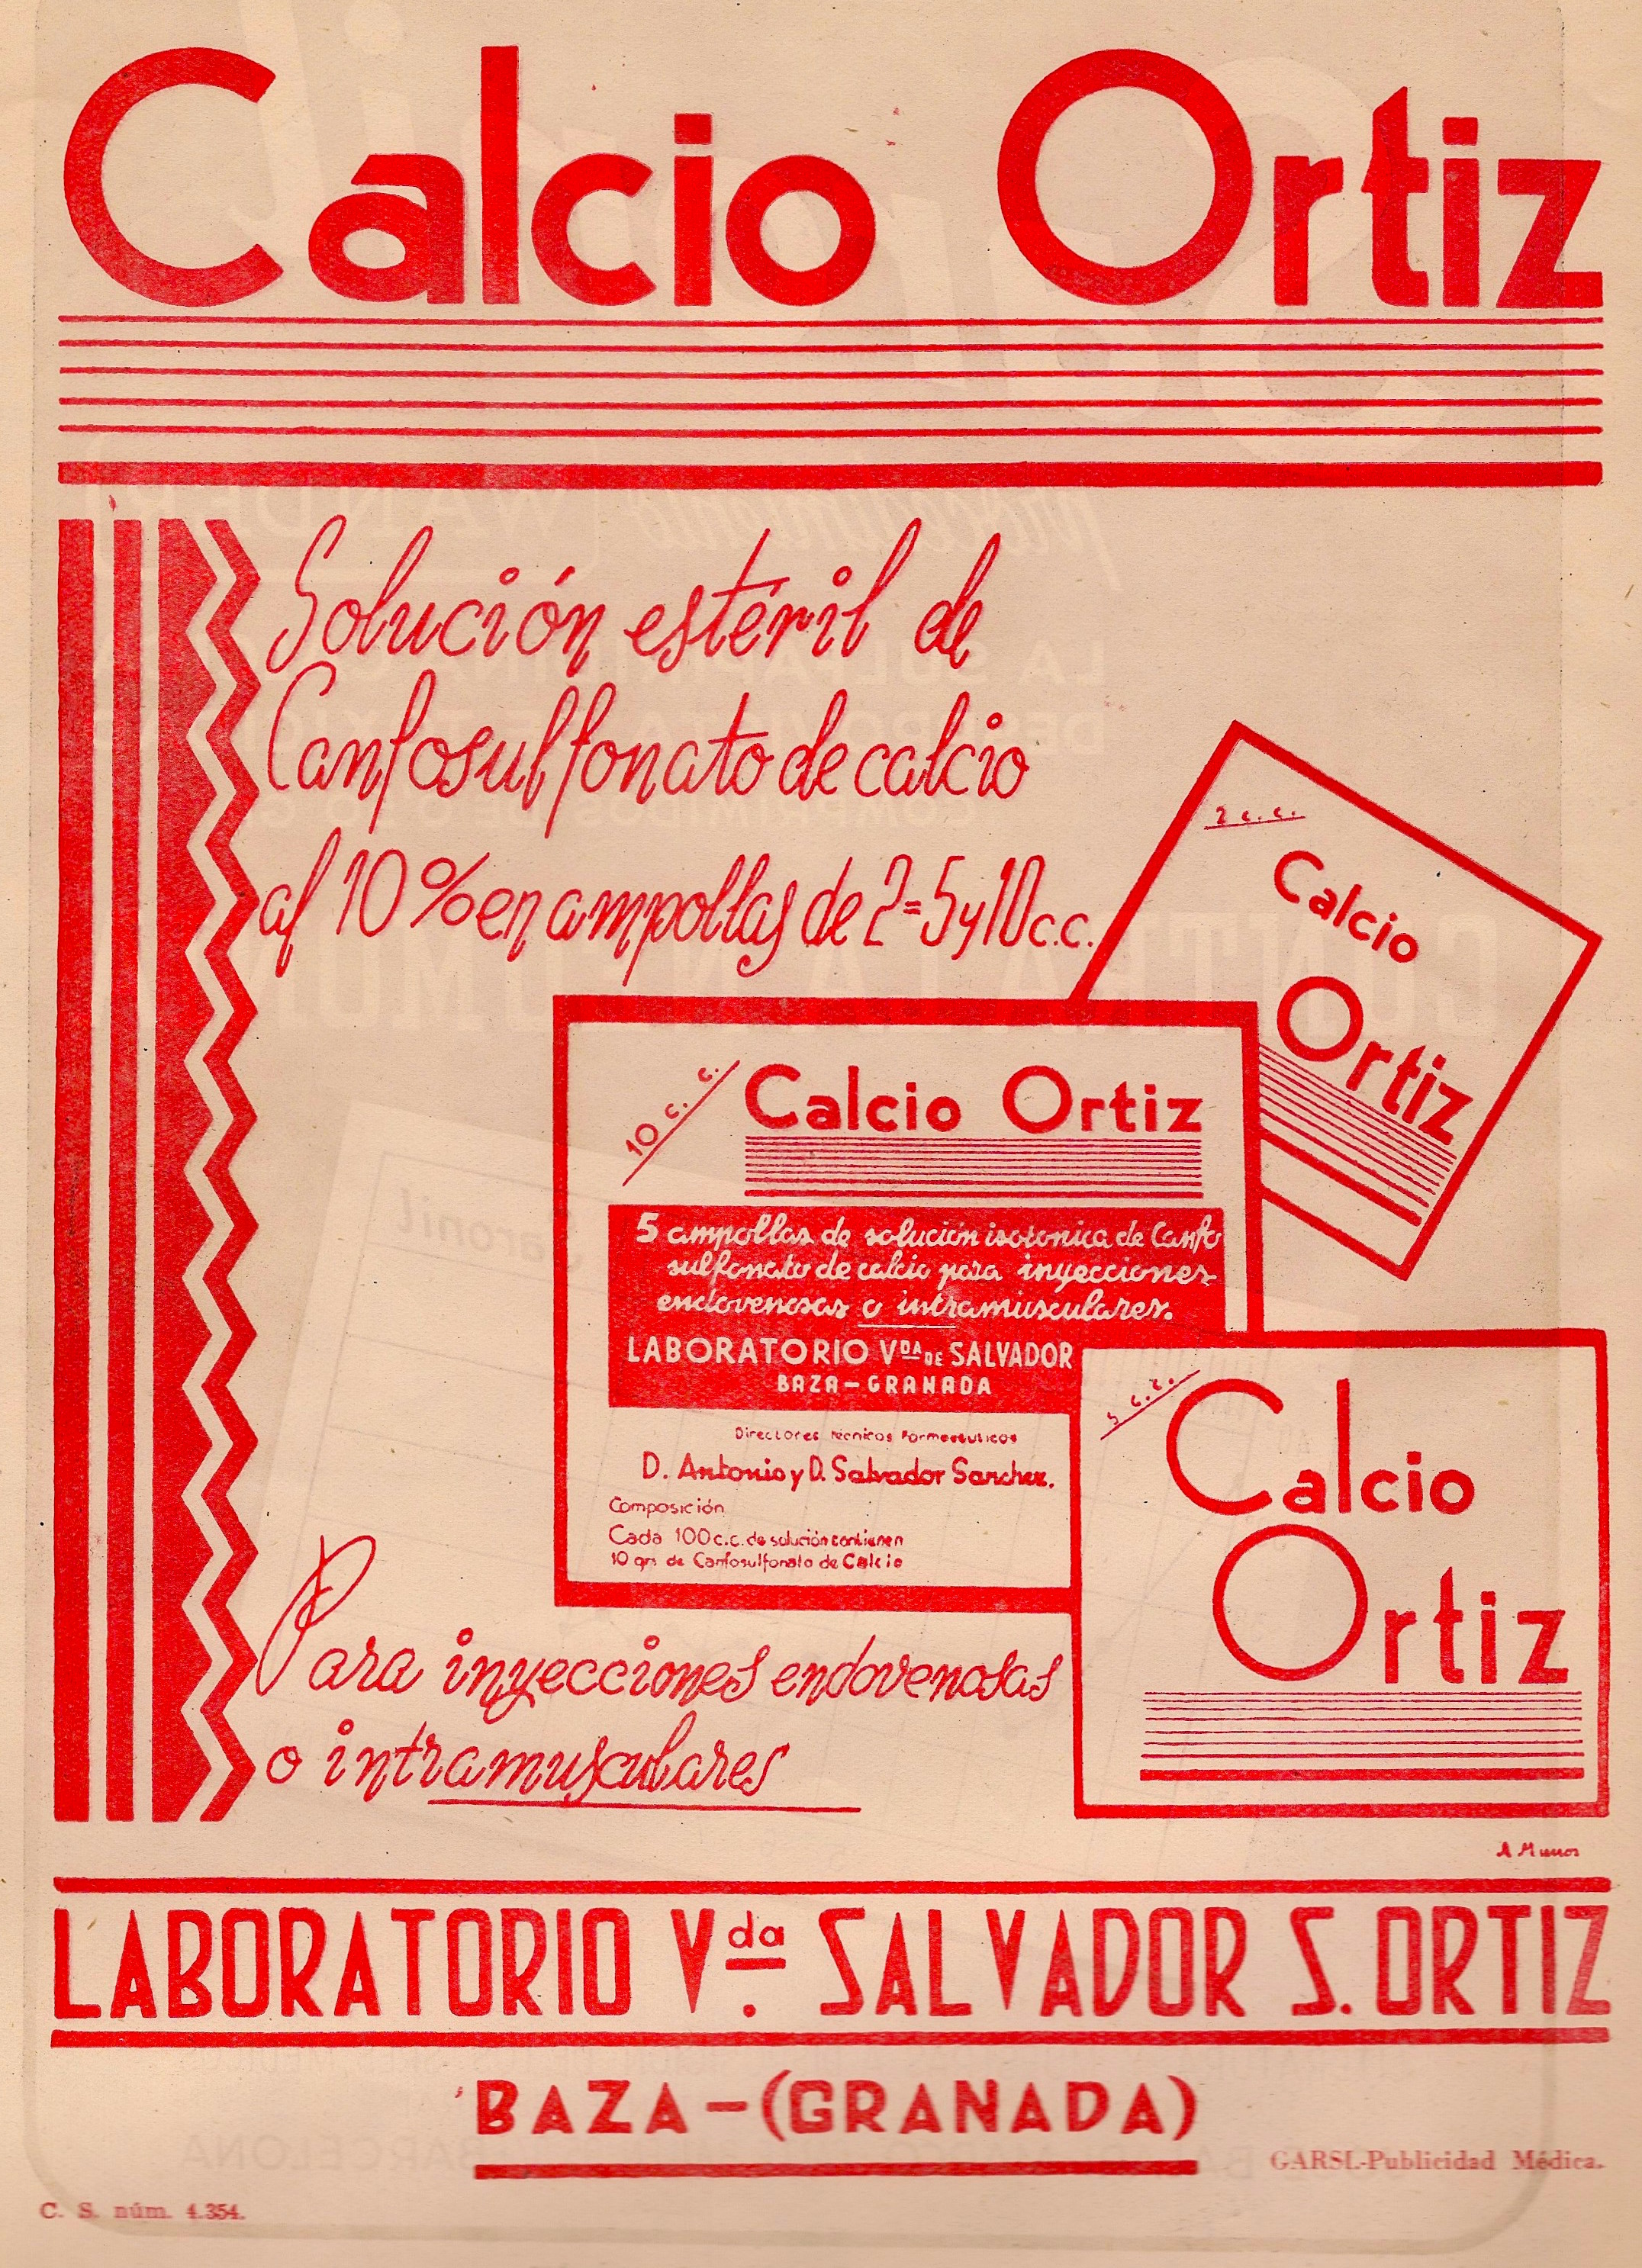 Calcio Ortiz
Solución estéril de
Canfosulfonato de calcio
al 10% en ampollas de 2=5 y 10 c.c.
2 c.c.
Calcio
Ortiz
10 c. c.
Calcio Ortiz
5 ampollas de solución isotonica de Canfo
sulfonato de calcio para inyecciones
endovenosas o intramusculares.
LABORATORIO VDA DE SALVADOR
BAZA-GRANADA
Directores técnicos Farmaceuticos
D. Antonio y D. Salvador Sanchez.
Composición
Cada 100 c.c. de solución contienen
10 grs de Canfosulfonato de Calcio
5 c.c.
Calcio
Ortiz
Para inyecciones endovenosas
o intramusculares
A Munos
LABORATORIO Vda. SALVADOR S. ORTIZ
BAZA-(GRANADA)
GARSI.-Publicidad Médica.
C. S. núm. 4.354.